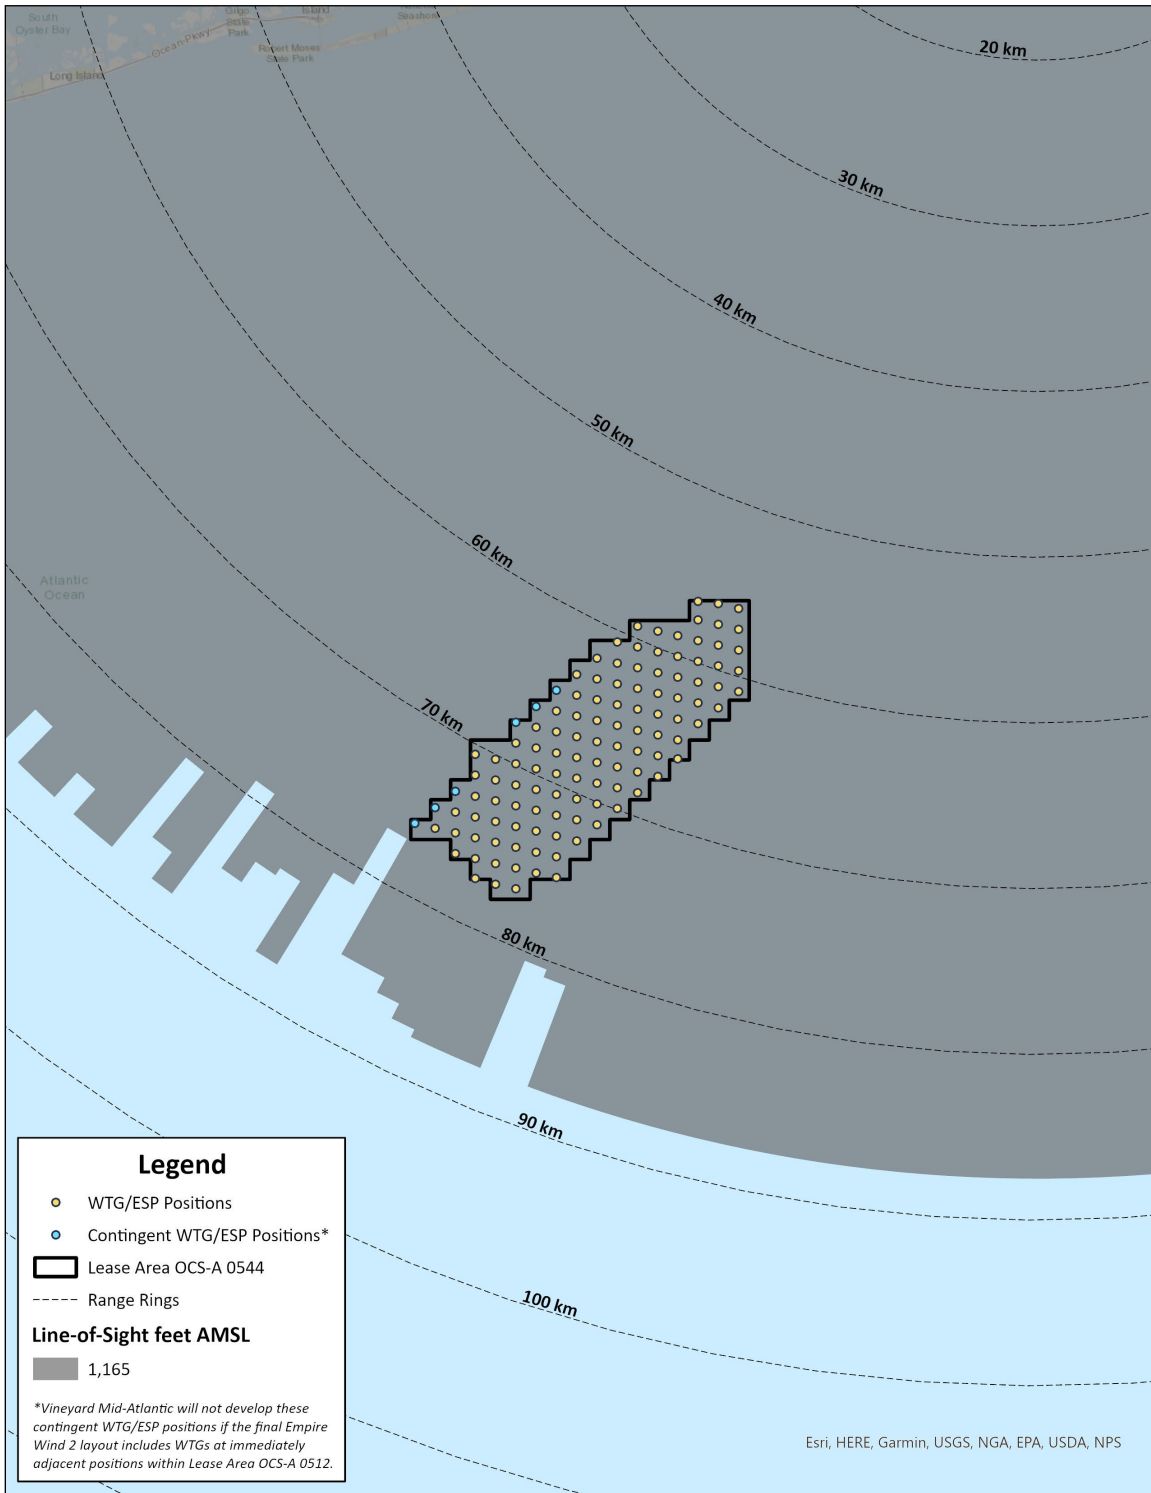 South
Oyster Bay
Gilgo
State
Park
Island
Seashore
Ocean Pkwy
Robert Moses
State Park
Long Island
20 km
30 km
40 km
50 km
60 km
Atlantic
Ocean
70 km
80 km
90 km
100 km
Legend
WTG/ESP Positions
Contingent WTG/ESP Positions*
Lease Area OCS-A 0544
Range Rings
Line-of-Sight feet AMSL
1,165
*Vineyard Mid-Atlantic will not develop these
contingent WTG/ESP positions if the final Empire
Wind 2 layout includes WTGs at immediately
adjacent positions within Lease Area OCS-A 0512.
Esri, HERE, Garmin, USGS, NGA, EPA, USDA, NPS